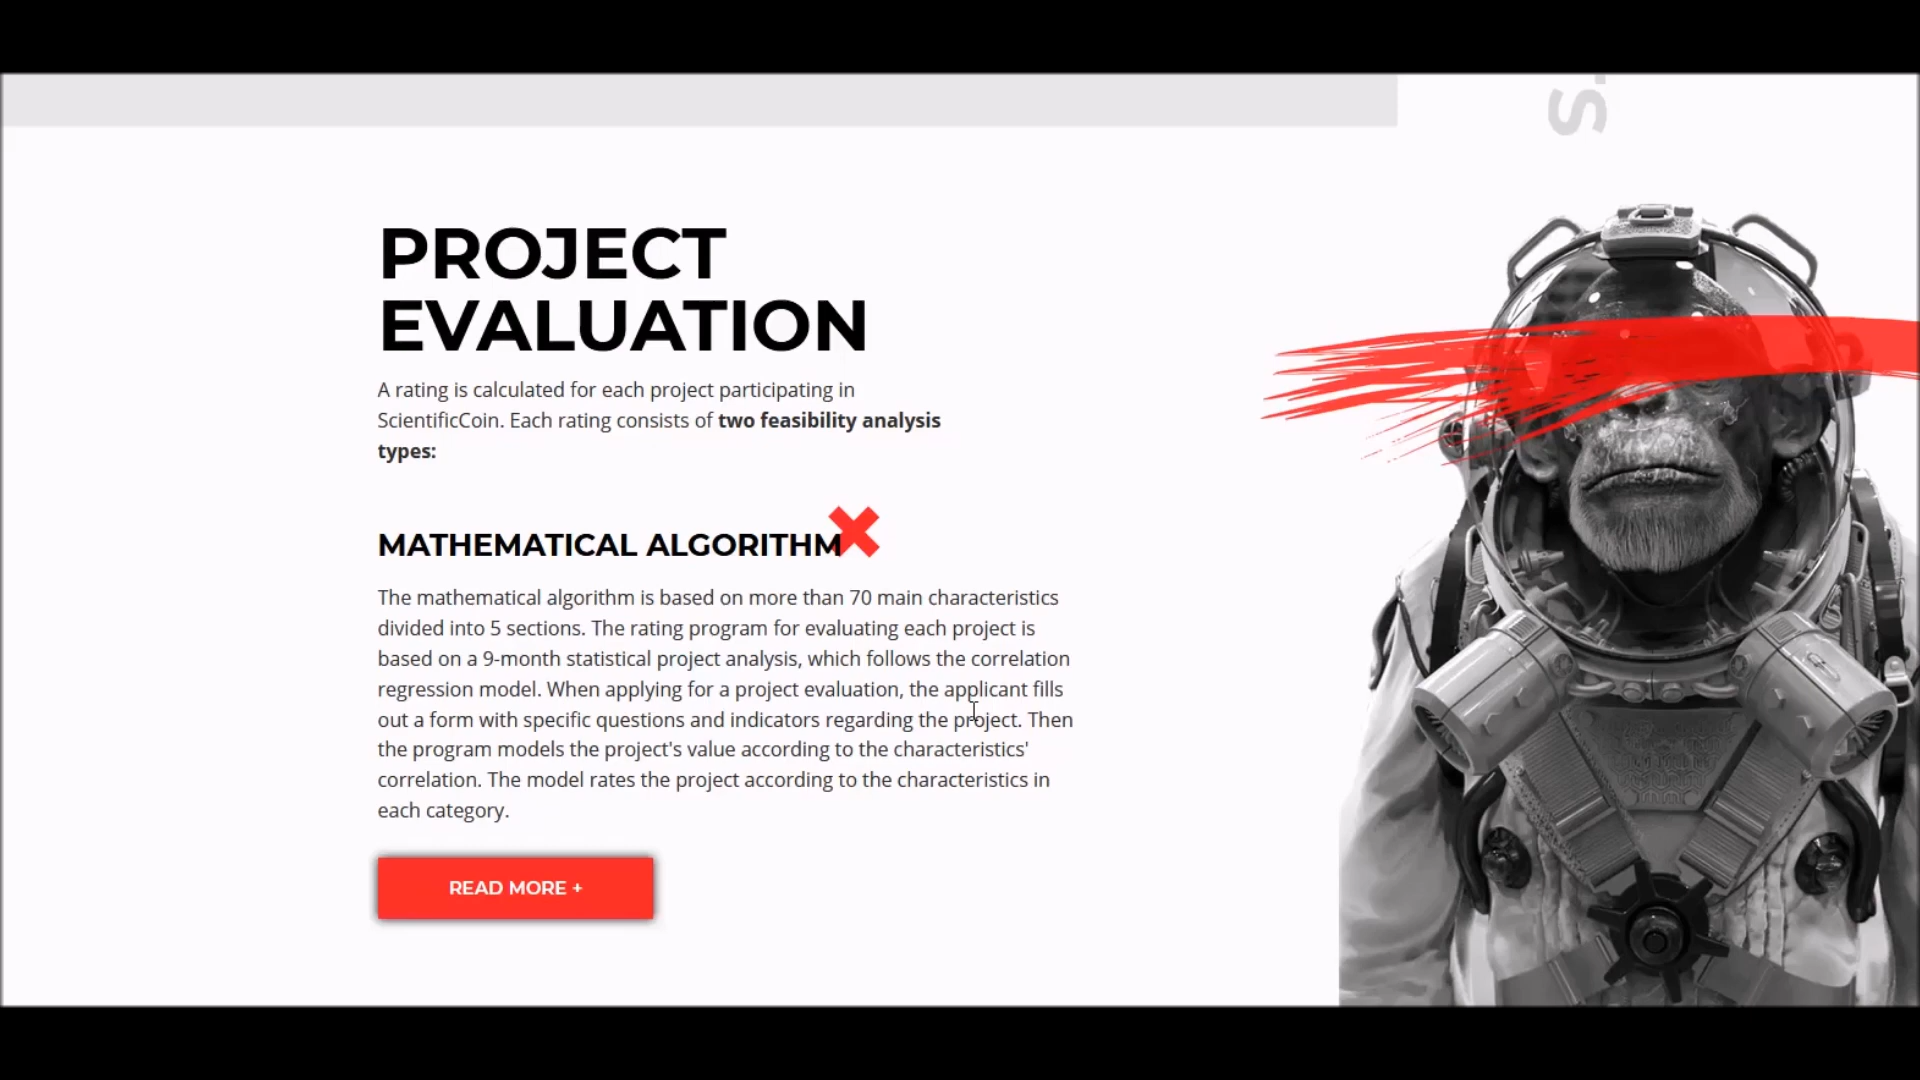 S
PROJECT
EVALUATION
A rating is calculated for each project participating in
ScientificCoin. Each rating consists of two feasibility analysis
types:
MATHEMATICAL ALGORITHM
The mathematical algorithm is based on more than 70 main characteristics
divided into 5 sections. The rating program for evaluating each project is
based on a 9-month statistical project analysis, which follows the correlation
regression model. When applying for a project evaluation, the applicant fills
out a form with specific questions and indicators regarding the project. Then
the program models the project's value according to the characteristics'
correlation. The model rates the project according to the characteristics in
each category.
READ MORE +